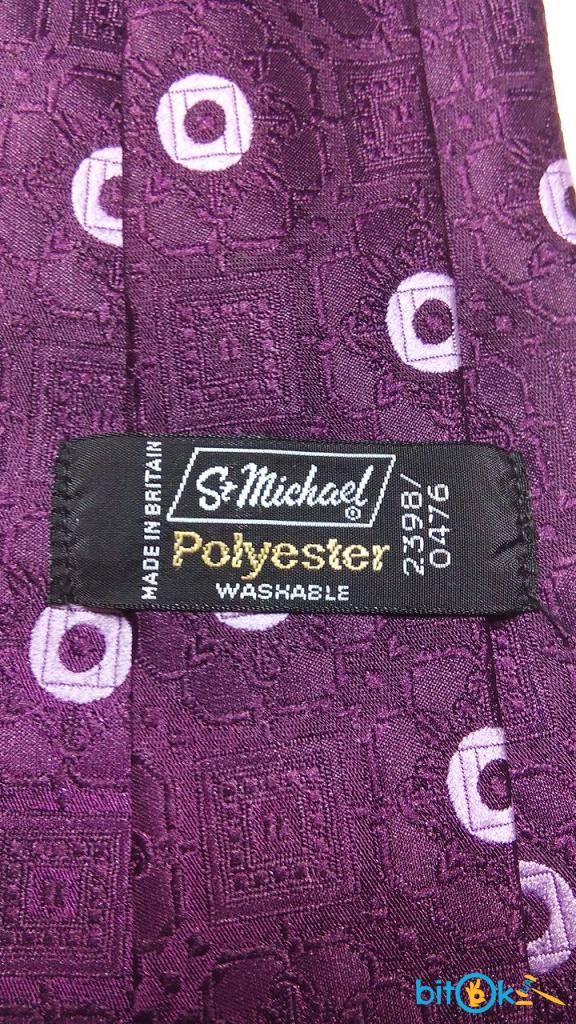 MADE IN BRITAIN
St Michael ®
Polyester
WASHABLE
2398/
0476
bitok